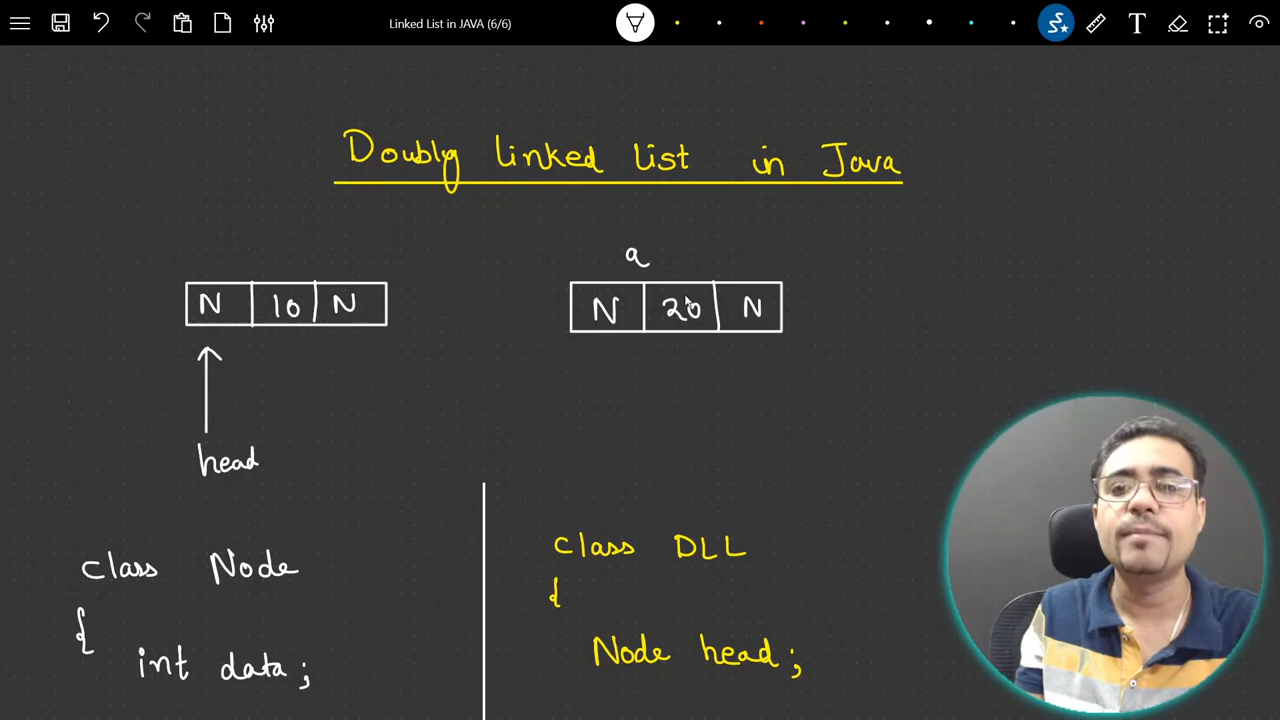 Linked List in JAVA (6/6)
T
Doubly linked list in Java
a
N 10 N
N 20 N
head
class Node
{
int data;
class DLL
{
Node head;